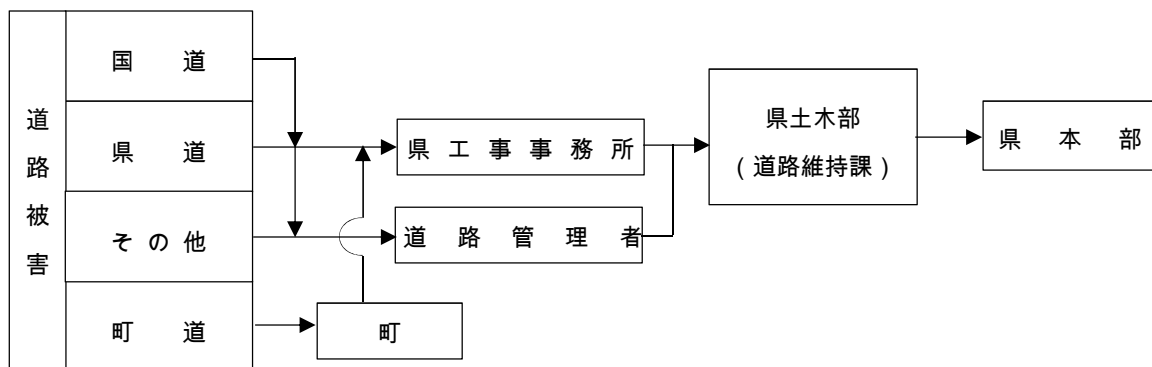 道路被害
国道
県道
その他
町道
県工事事務所
道路管理者
町
県土木部
(道路維持課)
県本部